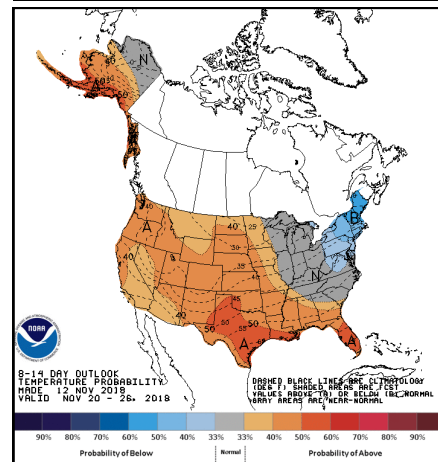 N
50
A
B
40
25
A
40
35
N
40
45
40
50
50
55
50
60
A
A
NOAA
8-14 DAY OUTLOOK
TEMPERATURE PROBABILITY
MADE 12 NOV 2018
VALID NOV 20 - 26, 2018
DASHED BLACK LINES ARE CLIMATOLOGY
(DEG F) SHADED AREAS ARE FCST
VALUES ABOVE (A) OR BELOW (B) NORMAL
GRAY AREAS ARE NEAR-NORMAL
90% 80% 70% 60% 50% 40% 33% 33% 40% 50% 60% 70% 80% 90%
Probability of Below Normal Probability of Above